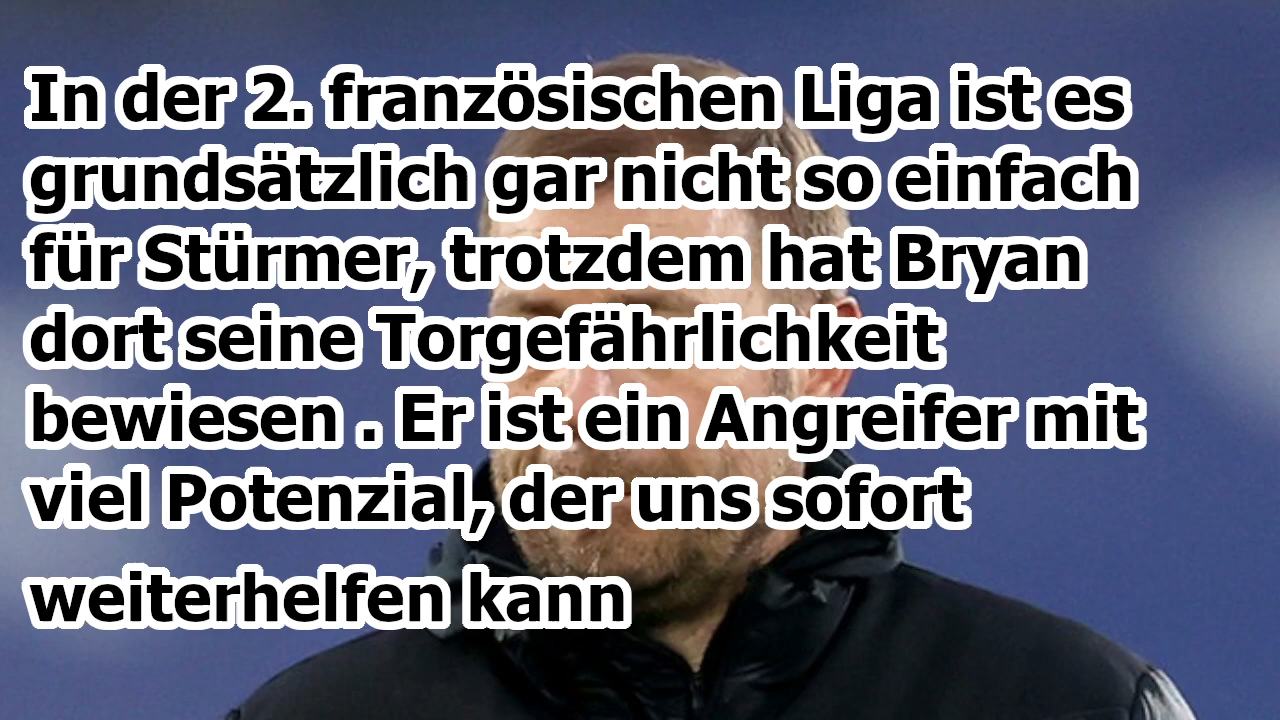 In der 2. französischen Liga ist es
grundsätzlich gar nicht so einfach
für Stürmer, trotzdem hat Bryan
dort seine Torgefährlichkeit
bewiesen . Er ist ein Angreifer mit
viel Potenzial, der uns sofort
weiterhelfen kann